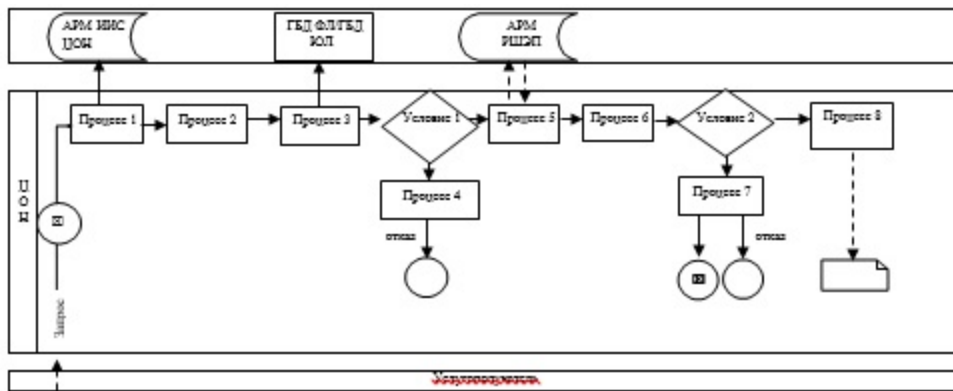 АРМ ИИС
ЦОН
ГБД ФЛ/ГБД
ЮЛ
АРМ
РШЭП
Процесс 1
Процесс 2
Процесс 3
Условие 1
Процесс 5
Процесс 6
Условие 2
Процесс 8
Процесс 4
Процесс 7
Ц
О
Н
отказ
отказ
Запрос
Услугополучатель